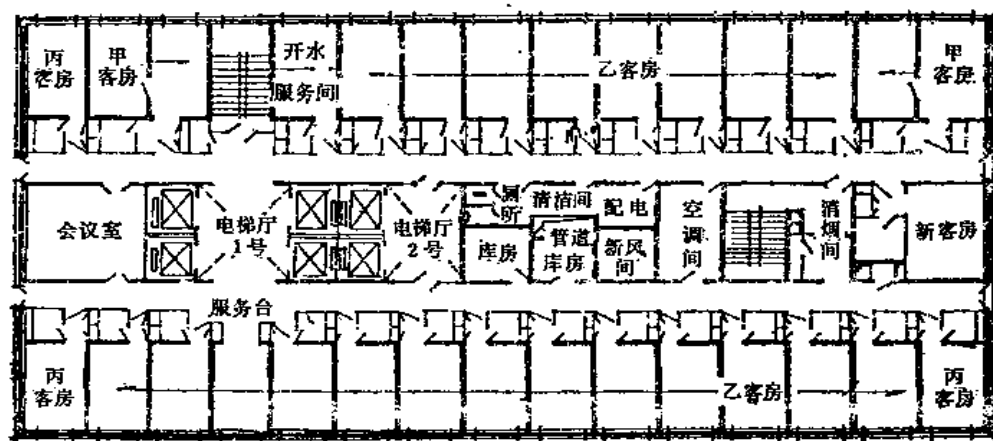 丙
客房
甲
客房
开水
服务间
乙客房
甲
客房
会议室
电梯厅
1号
电梯厅
2号
厕
所
清洁间
配电
空
调
间
消
烟
间
新客房
库房
管道
库房
新风
间
服务台
丙
客房
乙客房
丙
客房